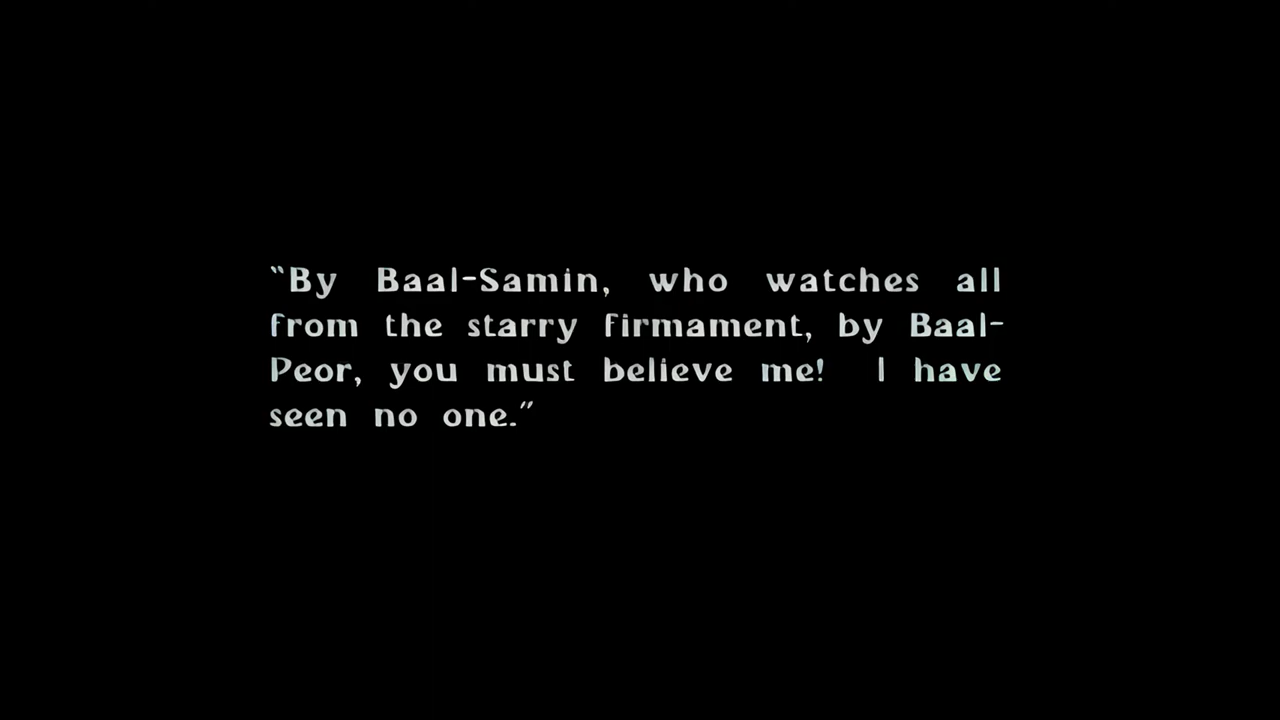 “By Baal-Samin, who watches all
from the starry firmament, by Baal-
Peor, you must believe me! I have
seen no one.”